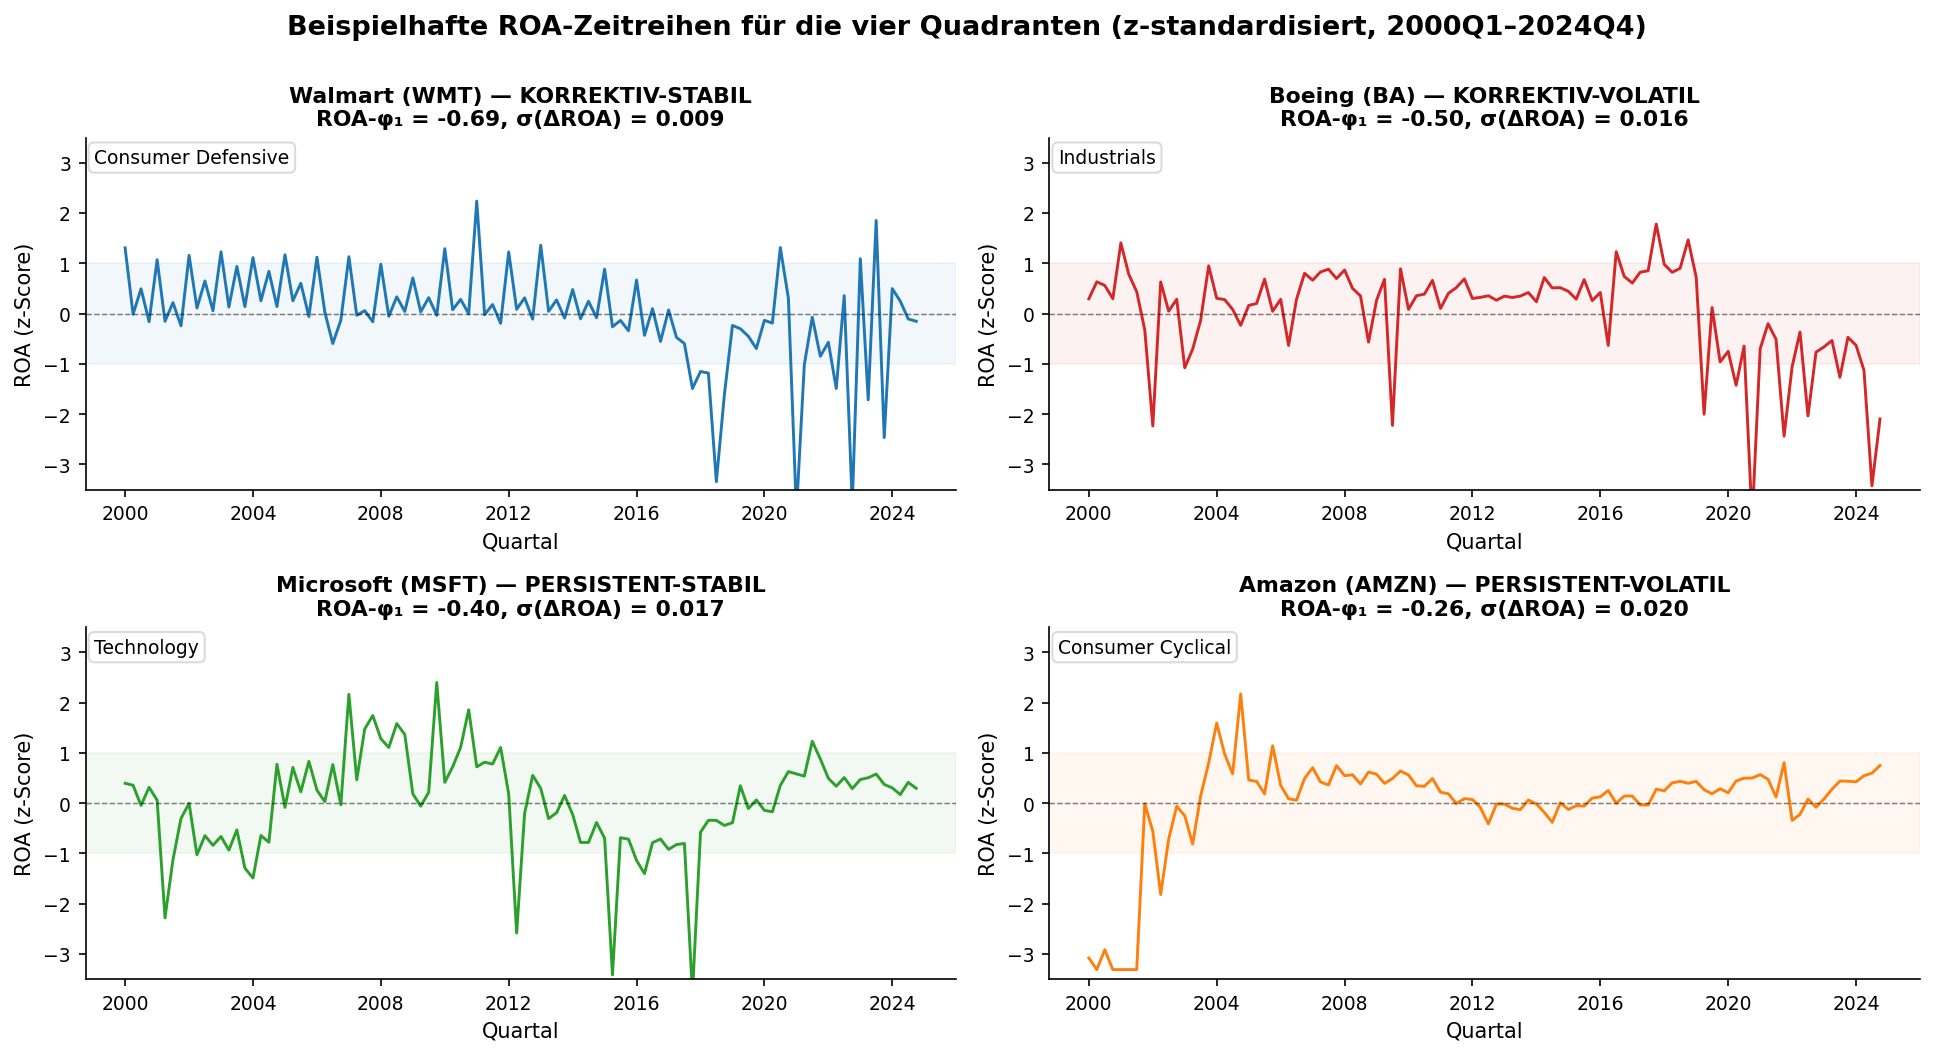 Beispielhafte ROA-Zeitreihen für die vier Quadranten (z-standardisiert, 2000Q1–2024Q4)
Walmart (WMT) — KORREKTIV-STABIL
ROA-φ₁ = -0.69, σ(ΔROA) = 0.009
Consumer Defensive
ROA (z-Score)
3
2
1
0
−1
−2
−3
2000 2004 2008 2012 2016 2020 2024
Quartal
Boeing (BA) — KORREKTIV-VOLATIL
ROA-φ₁ = -0.50, σ(ΔROA) = 0.016
Industrials
ROA (z-Score)
3
2
1
0
−1
−2
−3
2000 2004 2008 2012 2016 2020 2024
Quartal
Microsoft (MSFT) — PERSISTENT-STABIL
ROA-φ₁ = -0.40, σ(ΔROA) = 0.017
Technology
ROA (z-Score)
3
2
1
0
−1
−2
−3
2000 2004 2008 2012 2016 2020 2024
Quartal
Amazon (AMZN) — PERSISTENT-VOLATIL
ROA-φ₁ = -0.26, σ(ΔROA) = 0.020
Consumer Cyclical
ROA (z-Score)
3
2
1
0
−1
−2
−3
2000 2004 2008 2012 2016 2020 2024
Quartal